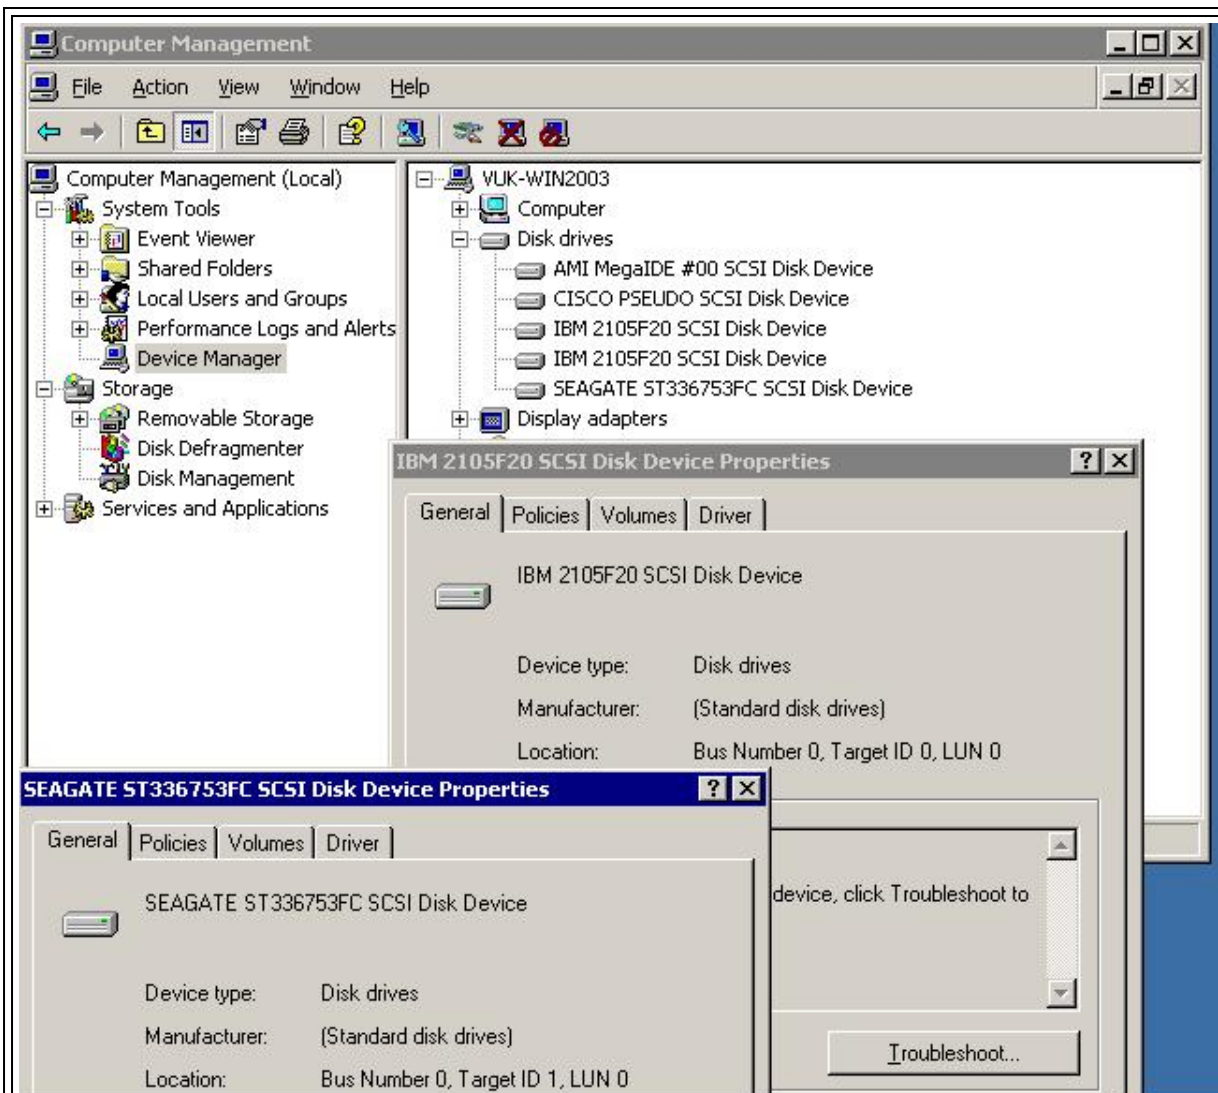 Computer Management
File Action View Window Help
Computer Management (Local)
System Tools
Event Viewer
Shared Folders
Local Users and Groups
Performance Logs and Alerts
Device Manager
Storage
Removable Storage
Disk Defragmenter
Disk Management
Services and Applications
VUK-WIN2003
Computer
Disk drives
AMI MegaIDE #00 SCSI Disk Device
CISCO PSEUDO SCSI Disk Device
IBM 2105F20 SCSI Disk Device
IBM 2105F20 SCSI Disk Device
SEAGATE ST336753FC SCSI Disk Device
Display adapters
IBM 2105F20 SCSI Disk Device Properties
General Policies Volumes Driver
IBM 2105F20 SCSI Disk Device
Device type: Disk drives
Manufacturer: (Standard disk drives)
Location: Bus Number 0, Target ID 0, LUN 0
device, click Troubleshoot to
Troubleshoot...
SEAGATE ST336753FC SCSI Disk Device Properties
General Policies Volumes Driver
SEAGATE ST336753FC SCSI Disk Device
Device type: Disk drives
Manufacturer: (Standard disk drives)
Location: Bus Number 0, Target ID 1, LUN 0